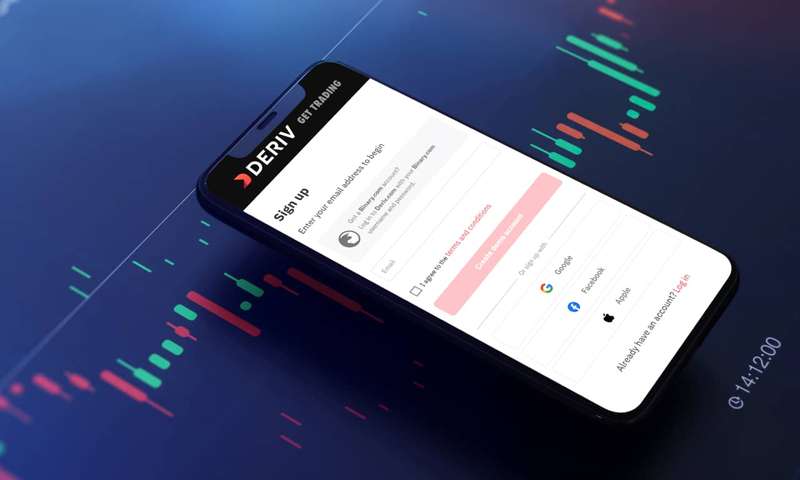 DERIV GET TRADING
Sign up
Enter your email address to begin
Got a Binary.com account?
Log in to Deriv.com with your Binary.com
username and password.
Email
I agree to the terms and conditions
Create demo account
Or sign up with
Google
Facebook
Apple
Already have an account? Log in
14:12:00